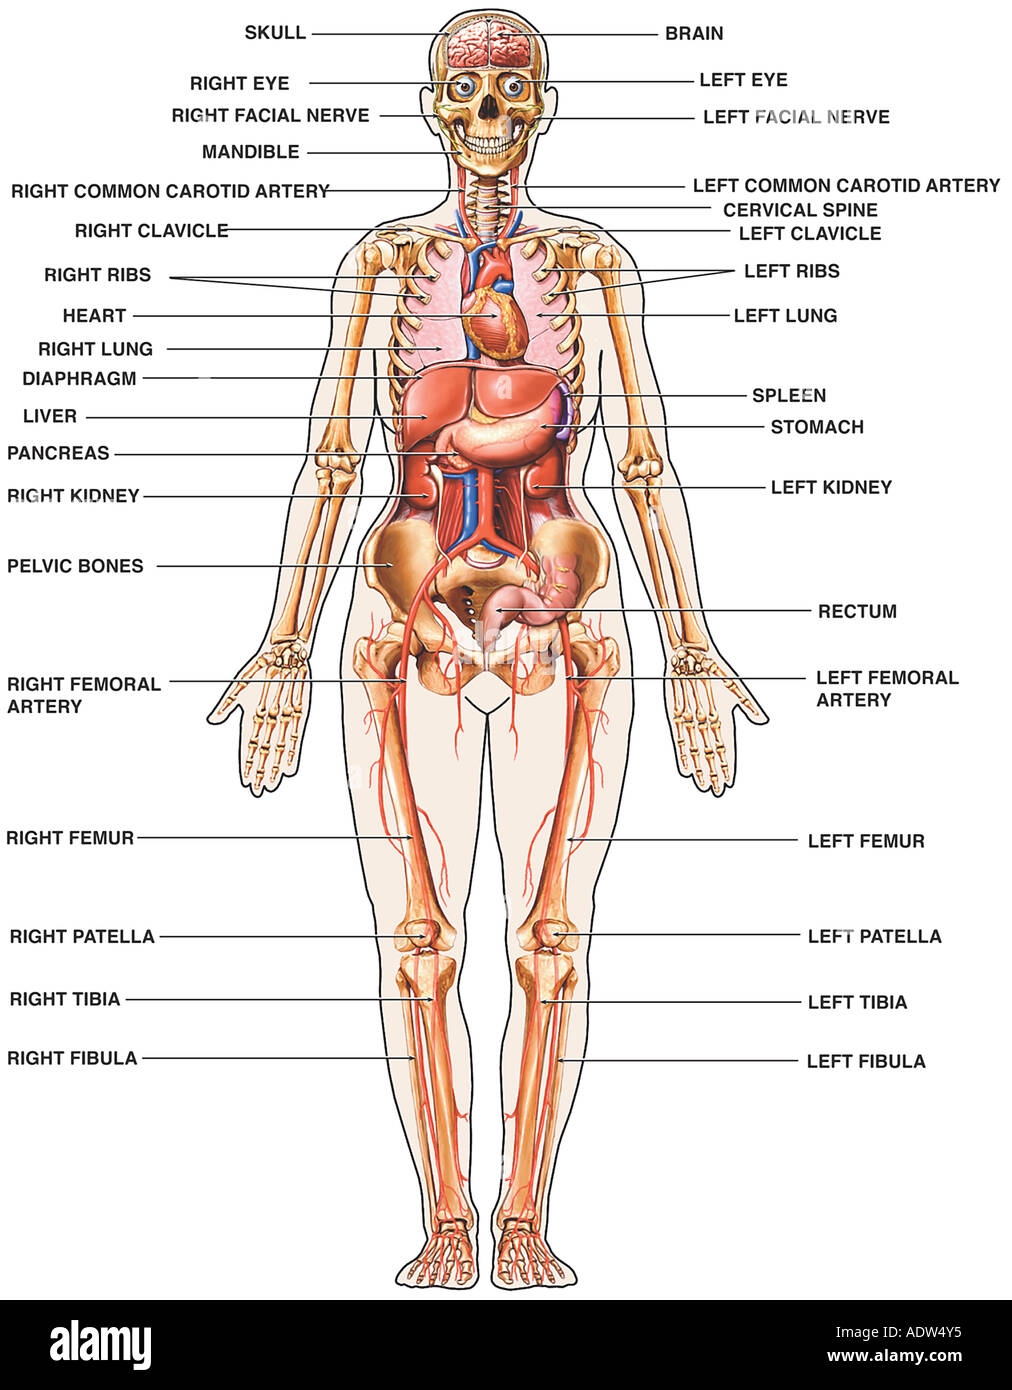 SKULL
BRAIN
RIGHT EYE
LEFT EYE
RIGHT FACIAL NERVE
LEFT FACIAL NERVE
MANDIBLE
RIGHT COMMON CAROTID ARTERY
LEFT COMMON CAROTID ARTERY
CERVICAL SPINE
RIGHT CLAVICLE
LEFT CLAVICLE
RIGHT RIBS
LEFT RIBS
HEART
LEFT LUNG
RIGHT LUNG
DIAPHRAGM
SPLEEN
LIVER
STOMACH
PANCREAS
RIGHT KIDNEY
LEFT KIDNEY
PELVIC BONES
RECTUM
RIGHT FEMORAL
ARTERY
LEFT FEMORAL
ARTERY
RIGHT FEMUR
LEFT FEMUR
RIGHT PATELLA
LEFT PATELLA
RIGHT TIBIA
LEFT TIBIA
RIGHT FIBULA
LEFT FIBULA
a
alamy
a
alamy
Image ID: ADW4Y5
www.alamy.com